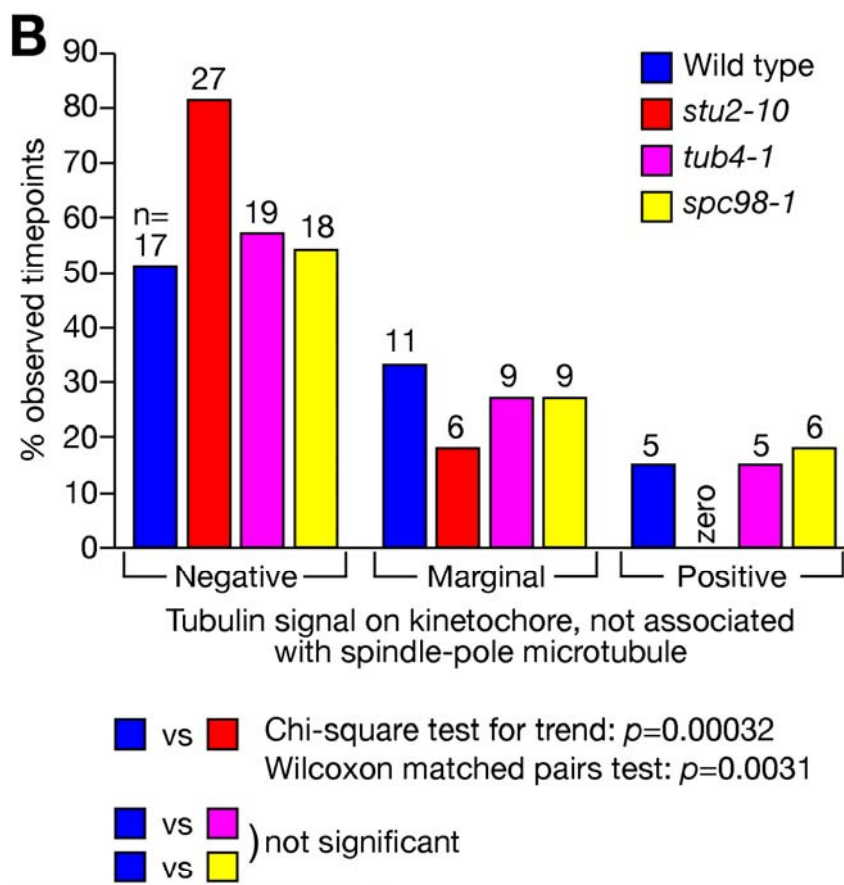 B
90
80
70
60
50
40
30
20
10
0
% observed timepoints
n=
17
27
19
18
11
6
9
9
5
zero
5
6
Wild type
stu2-10
tub4-1
spc98-1
Negative
Marginal
Positive
Tubulin signal on kinetochore, not associated
with spindle-pole microtubule
vs
Chi-square test for trend: p=0.00032
Wilcoxon matched pairs test: p=0.0031
vs
vs
) not significant